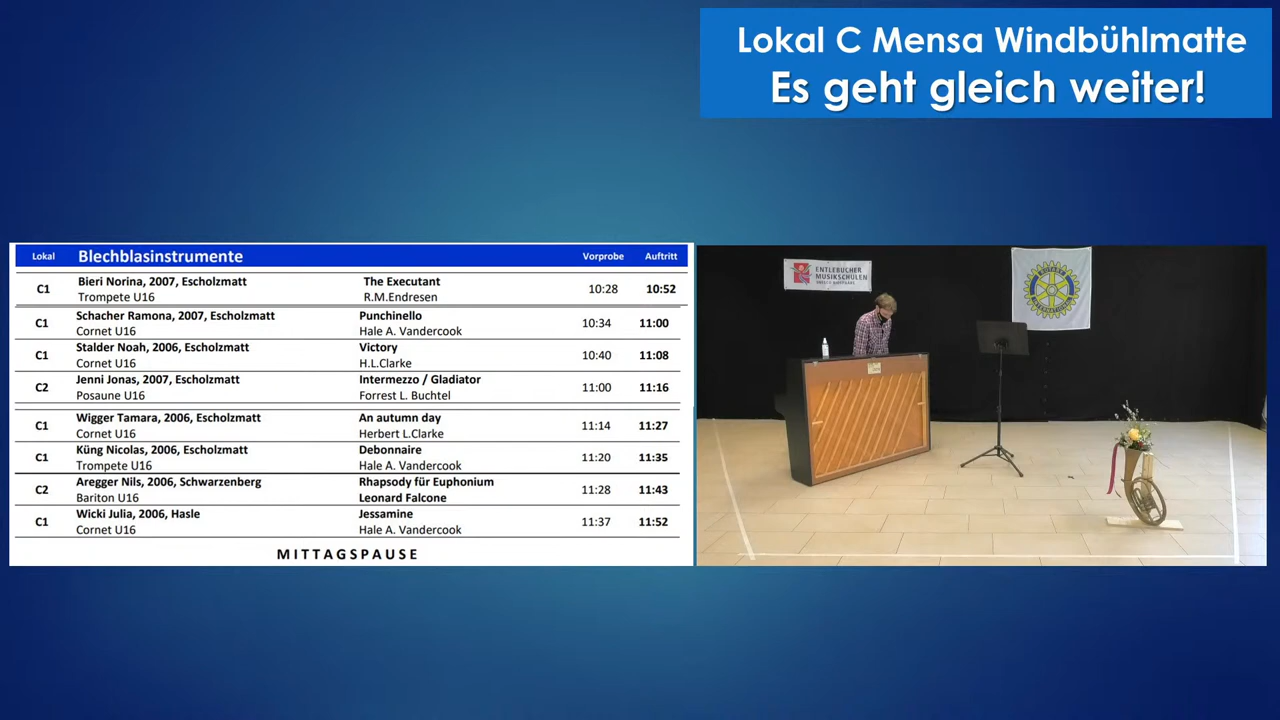 Lokal C Mensa Windbühlmatte
Es geht gleich weiter!
Lokal Blechblasinstrumente Vorprobe Auftritt
C1 Bieri Norina, 2007, Escholzmatt The Executant 10:28 10:52
Trompete U16 R.M.Endresen
C1 Schacher Ramona, 2007, Escholzmatt Punchinello 10:34 11:00
Cornet U16 Hale A. Vandercook
C1 Stalder Noah, 2006, Escholzmatt Victory 10:40 11:08
Cornet U16 H.L.Clarke
C2 Jenni Jonas, 2007, Escholzmatt Intermezzo / Gladiator 11:00 11:16
Posaune U16 Forrest L. Buchtel
C1 Wigger Tamara, 2006, Escholzmatt An autumn day 11:14 11:27
Cornet U16 Herbert L.Clarke
C1 Küng Nicolas, 2006, Escholzmatt Debonnaire 11:20 11:35
Trompete U16 Hale A. Vandercook
C2 Aregger Nils, 2006, Schwarzenberg Rhapsody für Euphonium 11:28 11:43
Bariton U16 Leonard Falcone
C1 Wicki Julia, 2006, Hasle Jessamine 11:37 11:52
Cornet U16 Hale A. Vandercook
MITTAGSPAUSE
ENTLEBUCHER
MUSIKSCHULEN
ROTARY
INTERNATIONAL